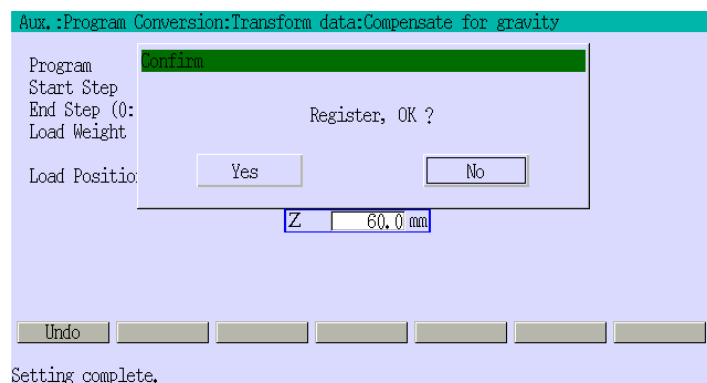 Aux.:Program Conversion:Transform data:Compensate for gravity
Confirm
Program
Start Step
End Step (0:
Load Weight
Register, OK ?
Load Position
Yes
No
Z 60.0 mm
Undo
Setting complete.